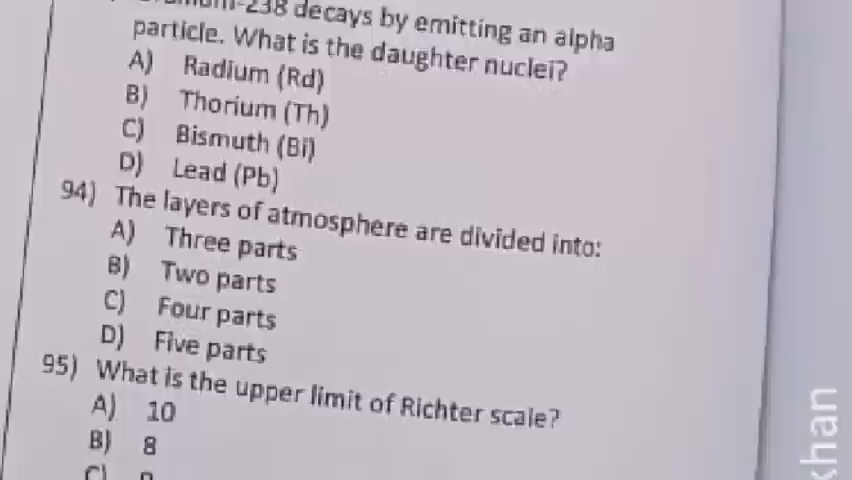 238 decays by emitting an alpha
particle. What is the daughter nuclei?
A) Radium (Rd)
B) Thorium (Th)
C) Bismuth (Bi)
D) Lead (Pb)
94) The layers of atmosphere are divided into:
A) Three parts
B) Two parts
C) Four parts
D) Five parts
95) What is the upper limit of Richter scale?
A) 10
B) 8
C)
khan